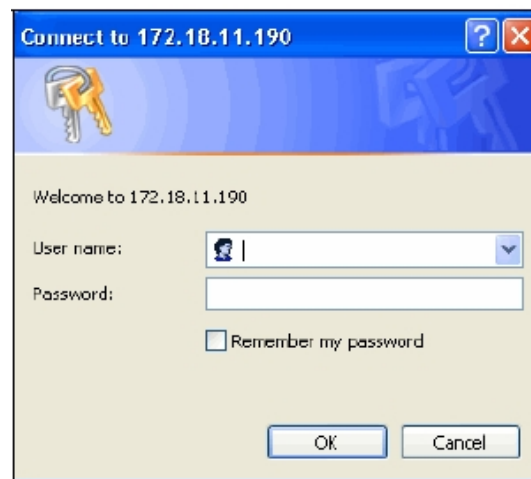 Connect to 172.18.11.190
Welcome to 172.18.11.190
User name:
Password:
Remember my password
OK Cancel